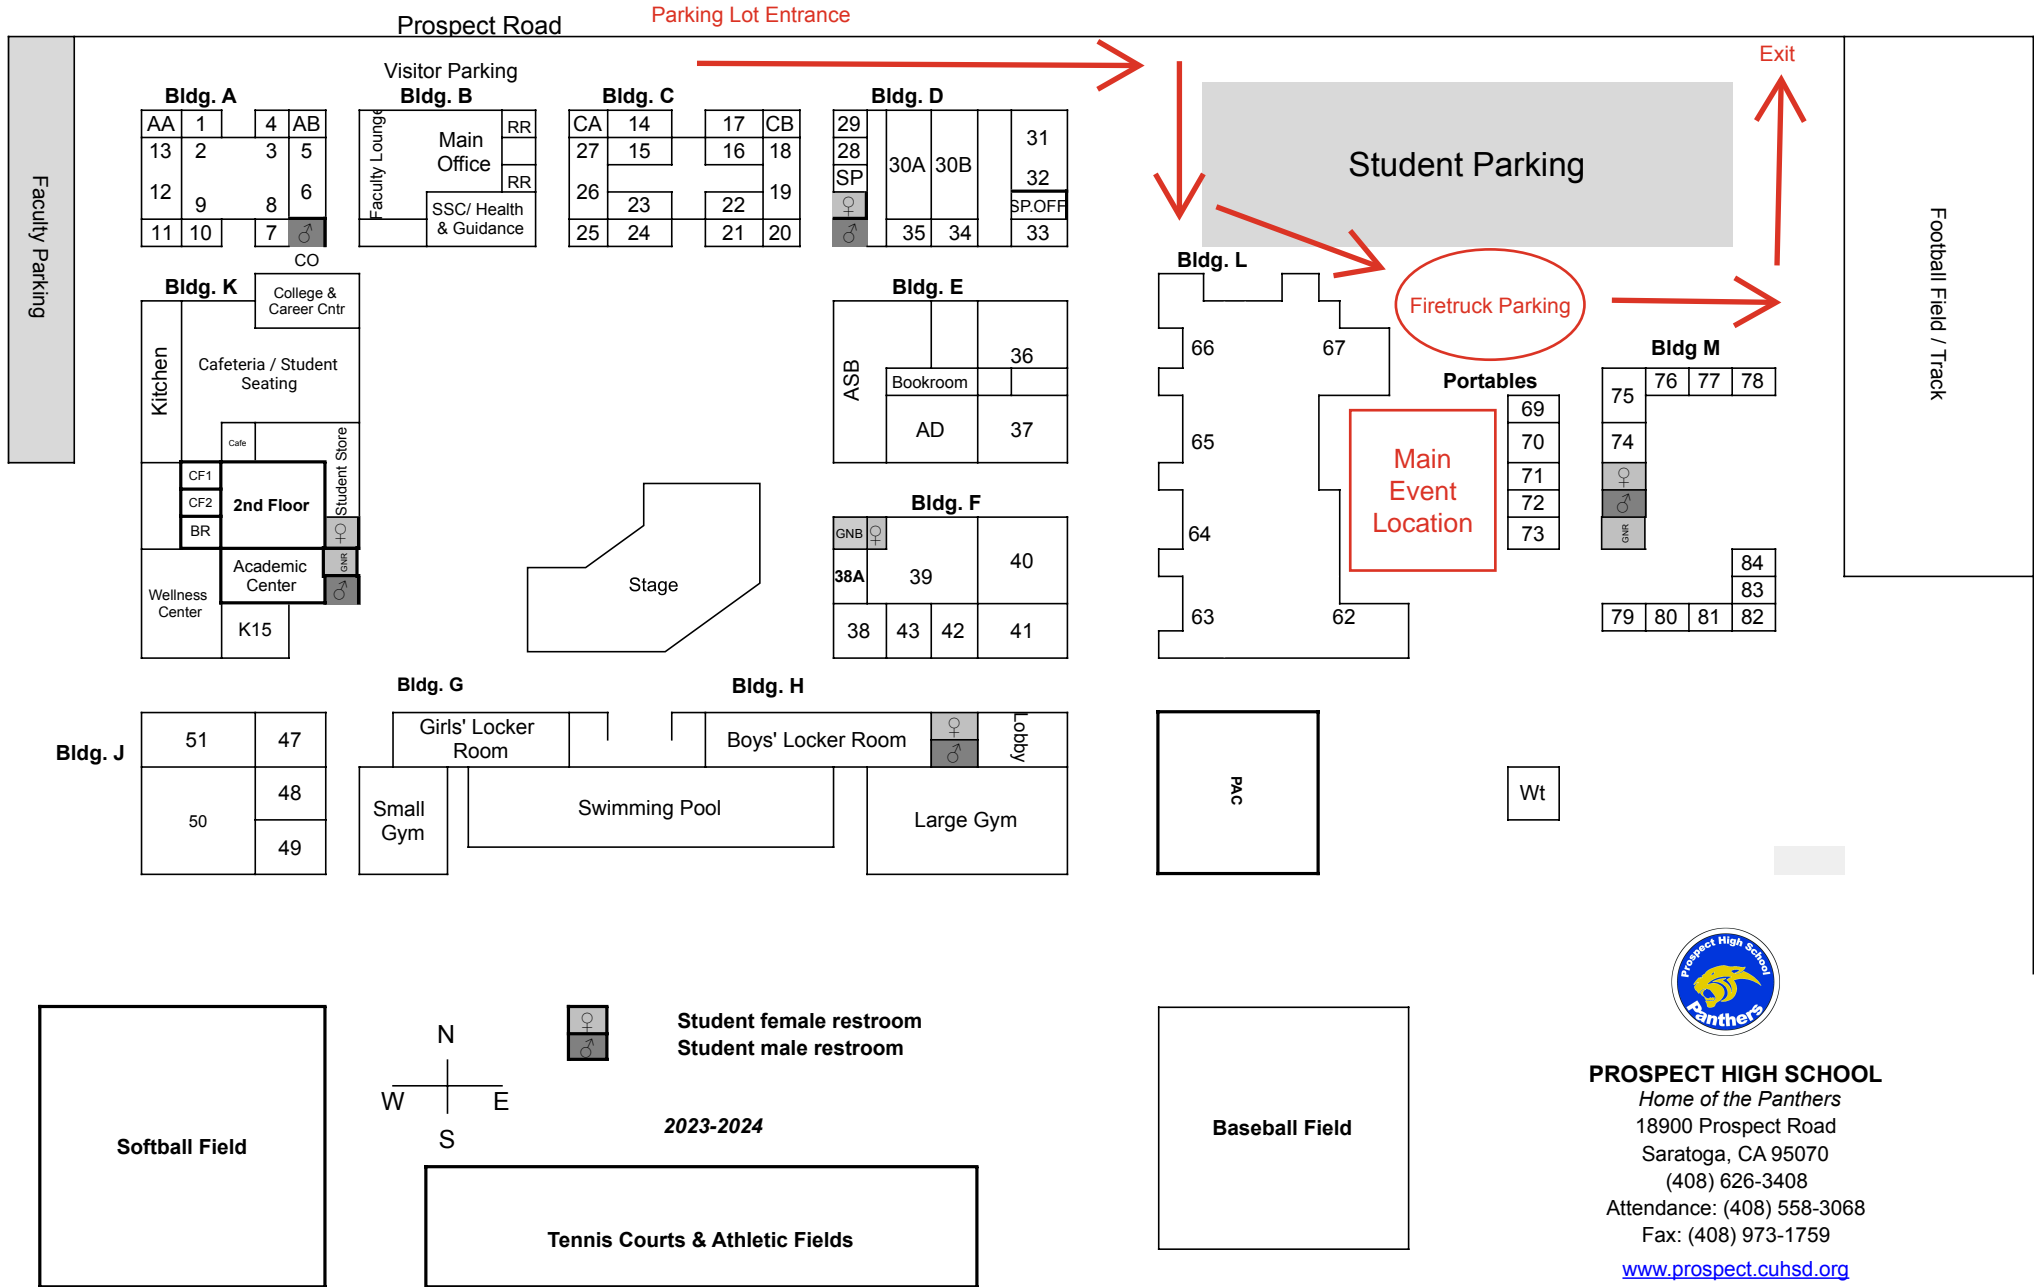 Parking Lot Entrance
Prospect Road
Exit
Visitor Parking
Faculty Parking
Bldg. A
AA 1 4 AB
13 2 3 5
12 9 8 6
11 10 7 ♂
CO
Bldg. B
Faculty Lounge
Main
Office
RR
RR
SSC/ Health
& Guidance
Bldg. C
CA 14 17 CB
27 15 16 18
26 23 22 19
25 24 21 20
Bldg. D
29
28
SP
♀
♂
30A 30B
35 34
31
32
SP.OFF
33
Student Parking
Football Field / Track
Bldg. K
College &
Career Cntr
Kitchen
Cafeteria / Student
Seating
Cafe
Student Store
CF1
CF2
BR
2nd Floor
♀
GNR
♂
Academic
Center
Wellness
Center
K15
Bldg. E
ASB
36
Bookroom
AD
37
Bldg. L
66 67
65
64
63 62
Firetruck Parking
Portables
69
70
71
72
73
Main
Event
Location
Bldg M
75 76 77 78
74
♀
♂
GNR
84
83
79 80 81 82
Stage
Bldg. F
GNB ♀
38A 39 40
38 43 42 41
Bldg. G
Bldg. H
Bldg. J
51 47
50 48
49
Girls' Locker
Room
Boys' Locker Room
♀
♂
Lobby
Small
Gym
Swimming Pool
Large Gym
PAC
Wt
Prospect High School
Panthers
Softball Field
N
W E
S
♀ Student female restroom
♂ Student male restroom
2023-2024
Tennis Courts & Athletic Fields
Baseball Field
PROSPECT HIGH SCHOOL
Home of the Panthers
18900 Prospect Road
Saratoga, CA 95070
(408) 626-3408
Attendance: (408) 558-3068
Fax: (408) 973-1759
www.prospect.cuhsd.org